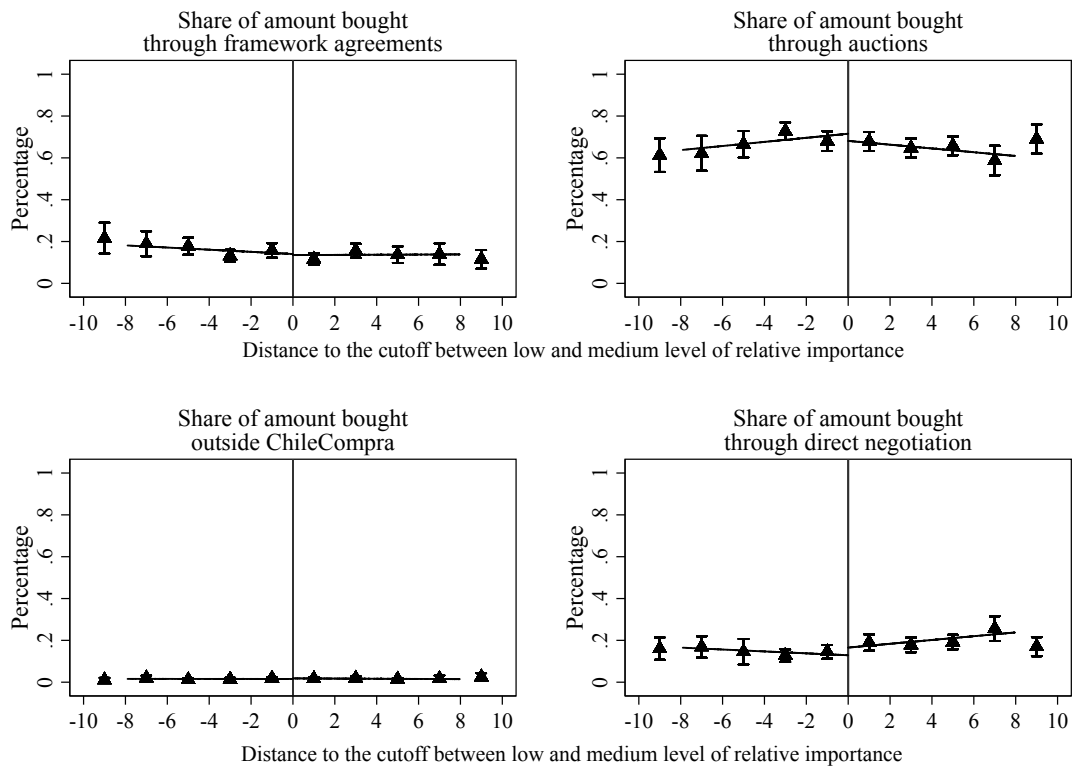 Share of amount bought
through framework agreements
Percentage
1
.8
.6
.4
.2
0
-10 -8 -6 -4 -2 0 2 4 6 8 10
Share of amount bought
through auctions
Percentage
1
.8
.6
.4
.2
0
-10 -8 -6 -4 -2 0 2 4 6 8 10
Distance to the cutoff between low and medium level of relative importance
Share of amount bought
outside ChileCompra
Percentage
1
.8
.6
.4
.2
0
-10 -8 -6 -4 -2 0 2 4 6 8 10
Share of amount bought
through direct negotiation
Percentage
1
.8
.6
.4
.2
0
-10 -8 -6 -4 -2 0 2 4 6 8 10
Distance to the cutoff between low and medium level of relative importance